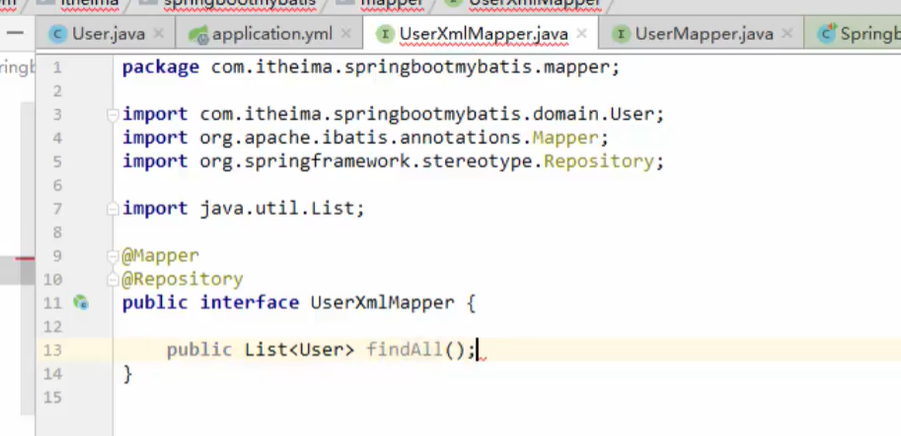 itheima springbootmybatis mapper UserXmlMapper
User.java application.yml UserXmlMapper.java UserMapper.java Springb
1 package com.itheima.springbootmybatis.mapper;
2
3 import com.itheima.springbootmybatis.domain.User;
4 import org.apache.ibatis.annotations.Mapper;
5 import org.springframework.stereotype.Repository;
6
7 import java.util.List;
8
9 @Mapper
10 @Repository
11 public interface UserXmlMapper {
12
13 public List<User> findAll();
14 }
15